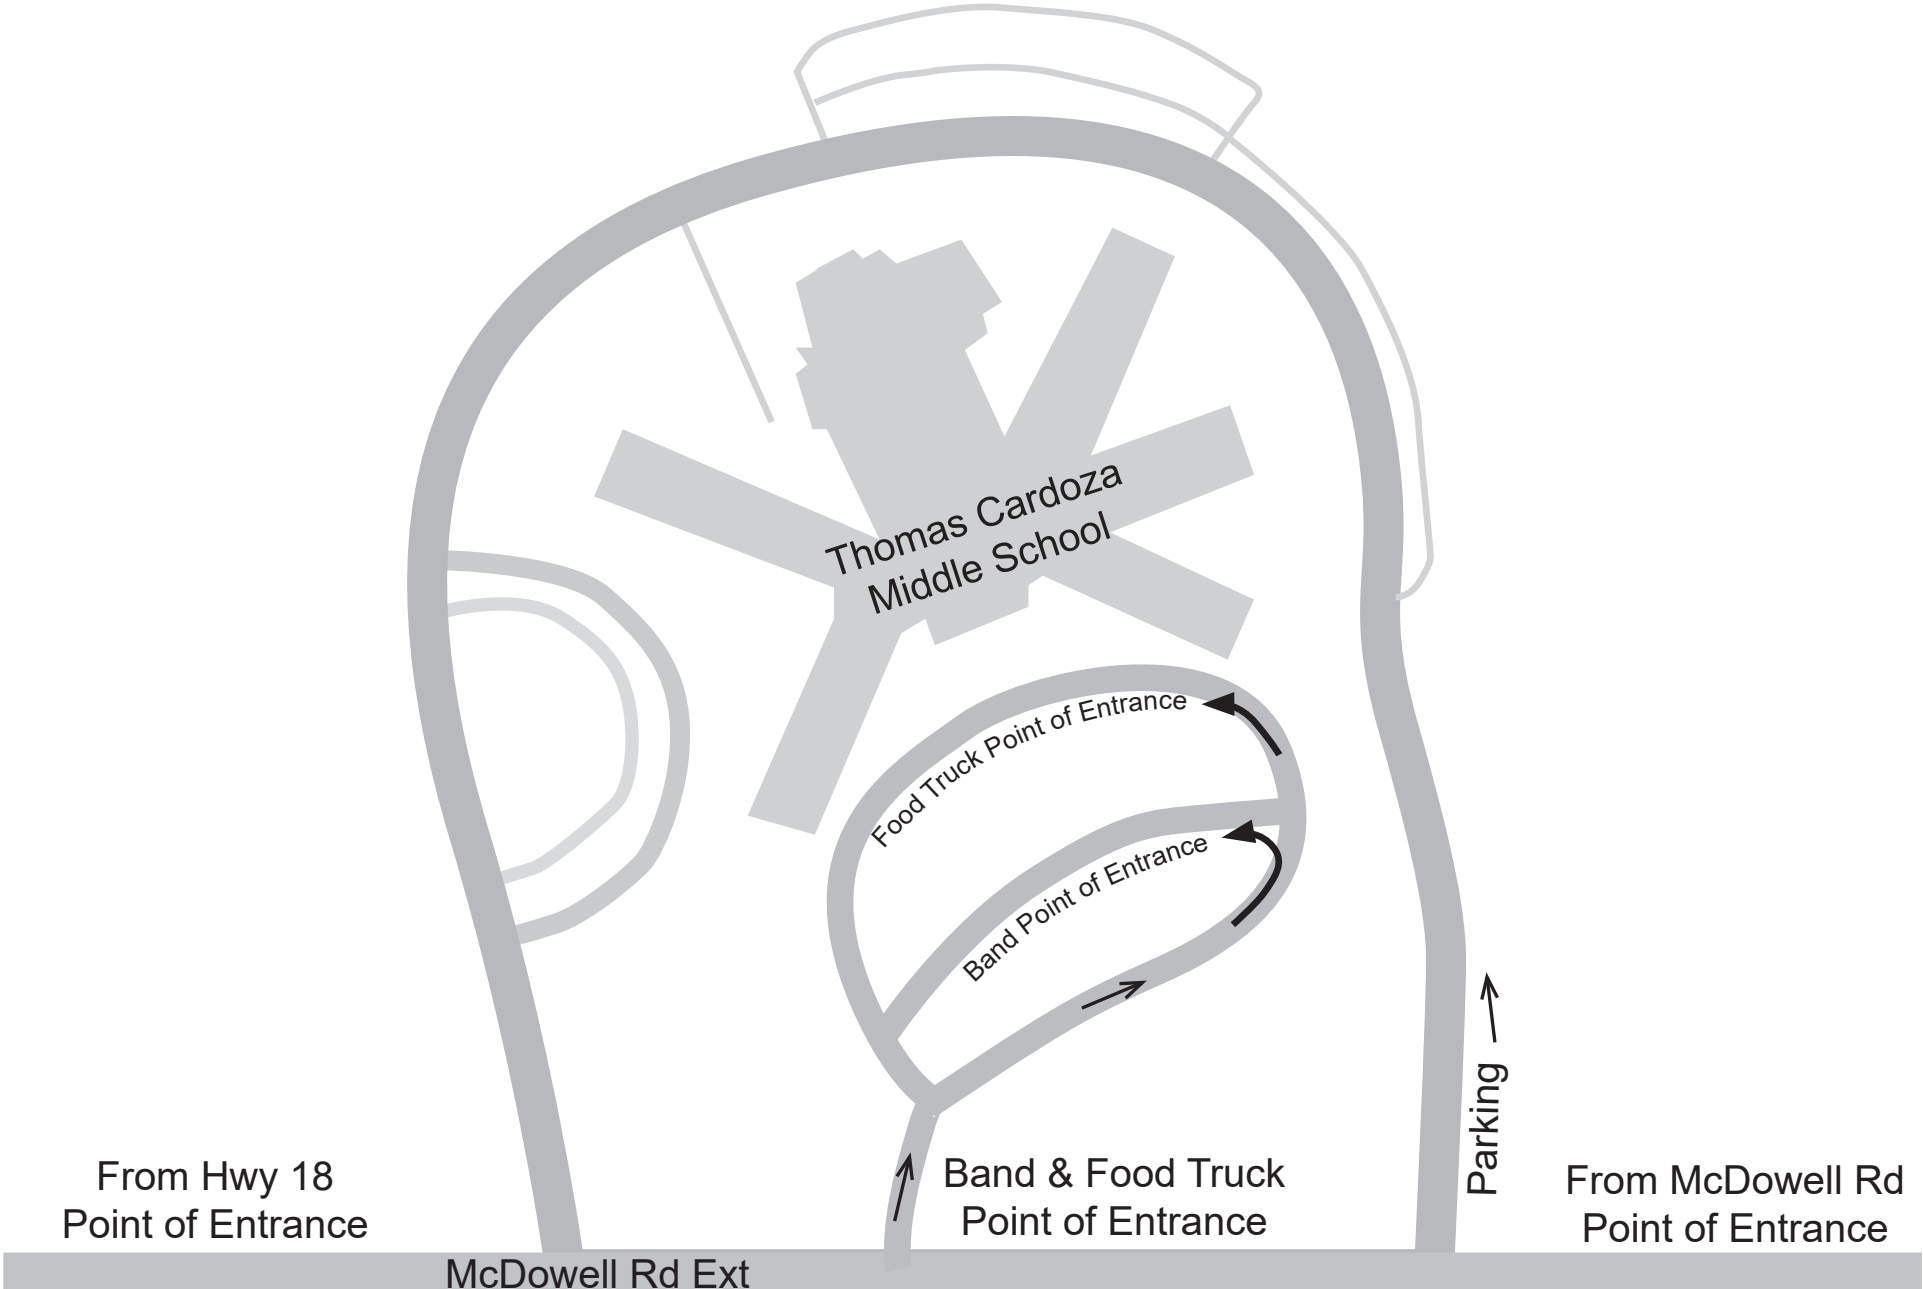 Thomas Cardoza
Middle School
Food Truck Point of Entrance
Band Point of Entrance
Parking
From Hwy 18
Point of Entrance
Band & Food Truck
Point of Entrance
From McDowell Rd
Point of Entrance
McDowell Rd Ext